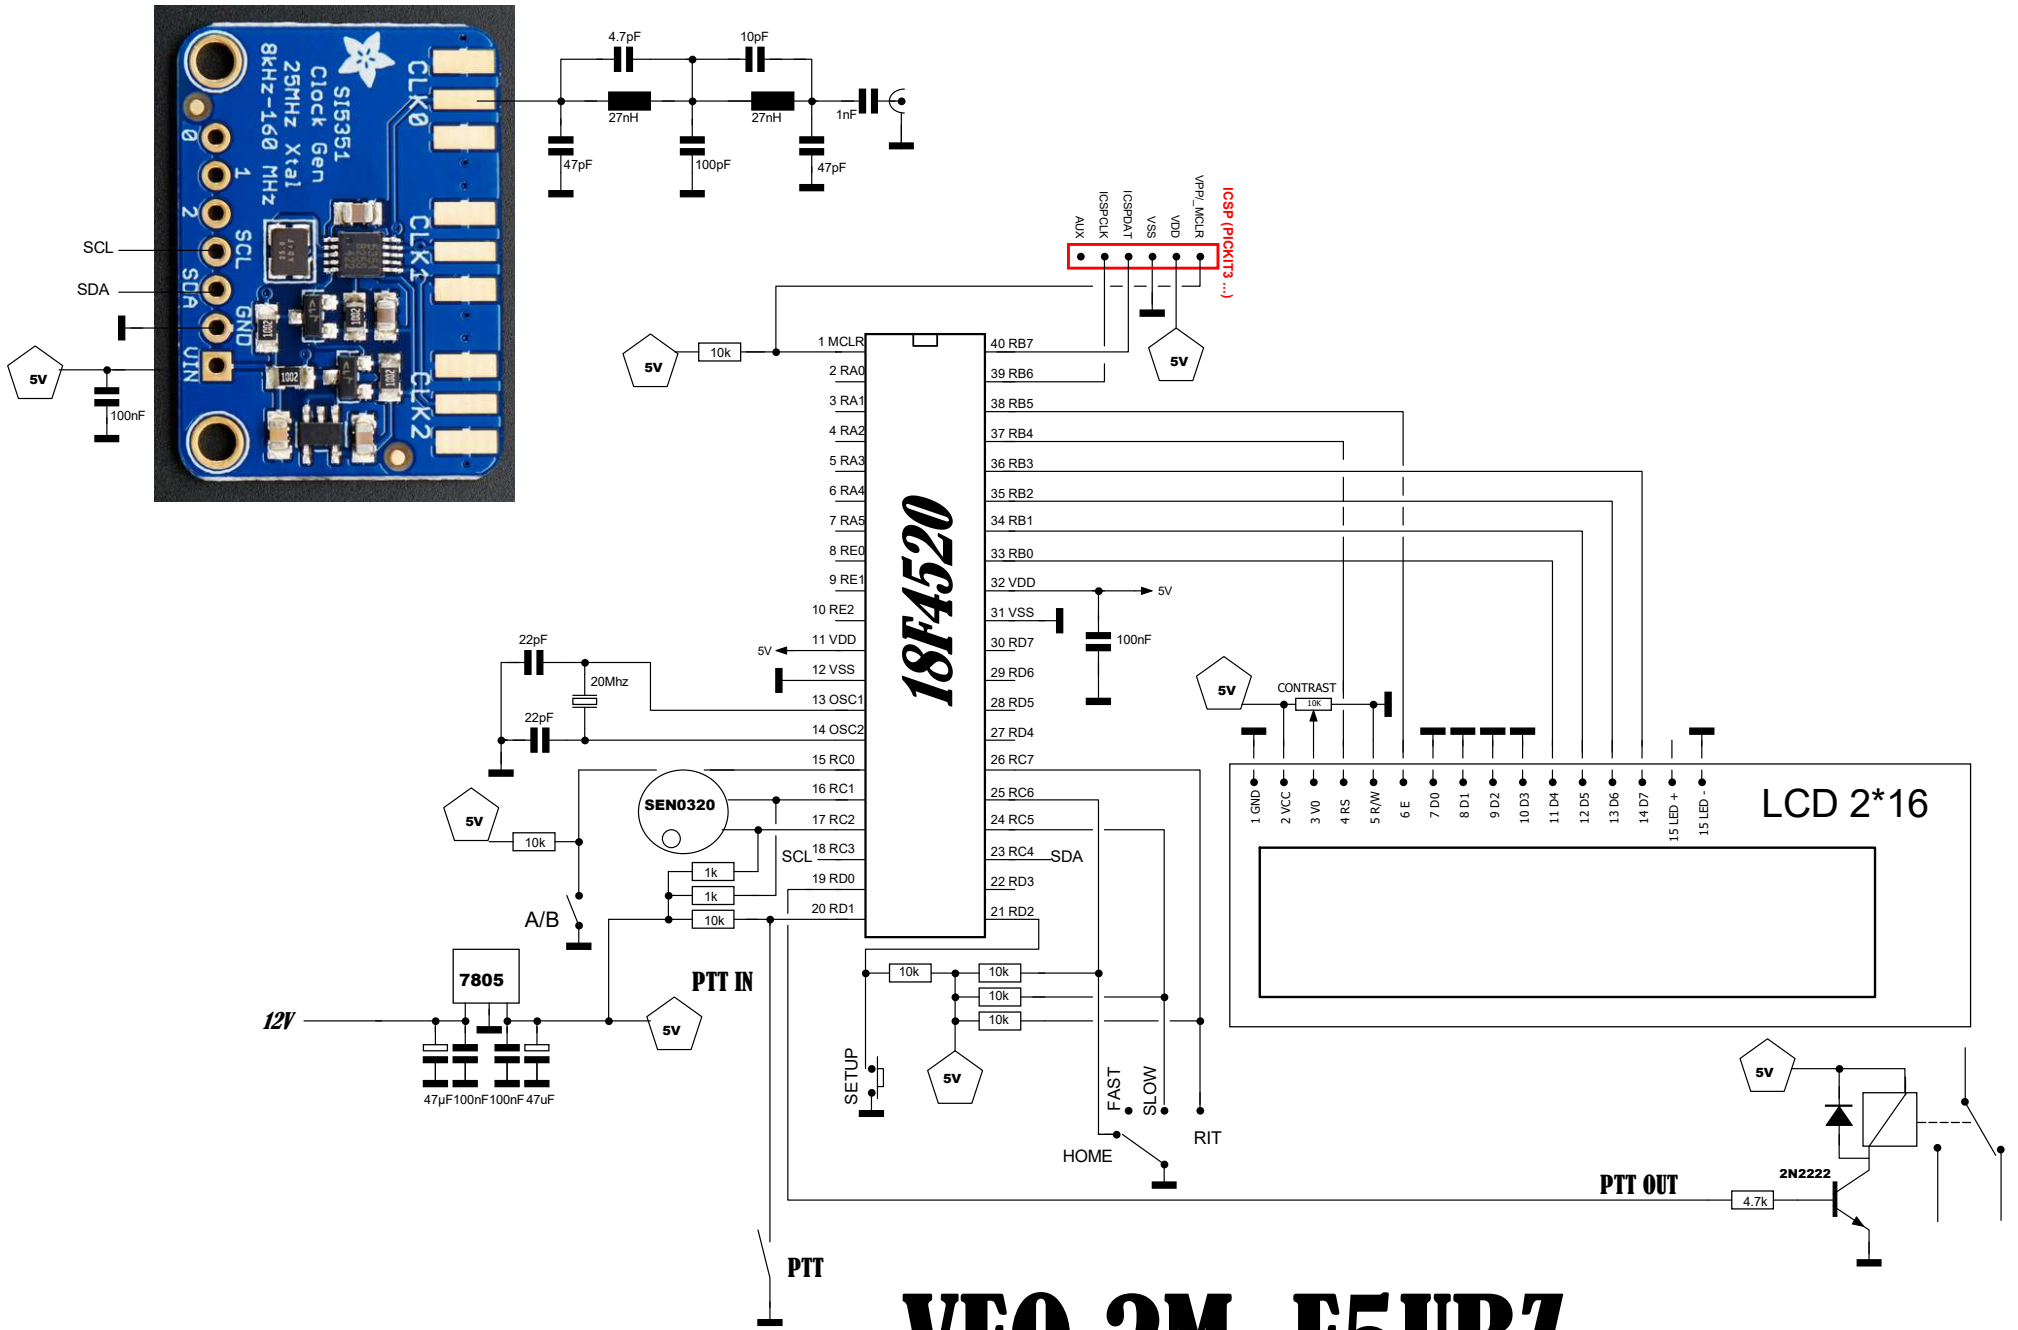 SI5351
Clock Gen
25MHz Xtal
8kHz-160 MHz
CLK0
CLK1
CLK2
0
1
2
SCL
SDA
GND
VIN
1002
1002
1002
1002
SCL
SDA
5V
100nF
4.7pF
10pF
27nH
27nH
1nF
47pF
100pF
47pF
ICSP (PICKIT3 ...)
AUX
ICSPCLK
ICSPDAT
VSS
VDD
VPP/_MCLR
5V
10k
5V
18F4520
1 MCLR
2 RA0
3 RA1
4 RA2
5 RA3
6 RA4
7 RA5
8 RE0
9 RE1
10 RE2
11 VDD
12 VSS
13 OSC1
14 OSC2
15 RC0
16 RC1
17 RC2
18 RC3
19 RD0
20 RD1
40 RB7
39 RB6
38 RB5
37 RB4
36 RB3
35 RB2
34 RB1
33 RB0
32 VDD
31 VSS
30 RD7
29 RD6
28 RD5
27 RD4
26 RC7
25 RC6
24 RC5
23 RC4
22 RD3
21 RD2
5V
100nF
5V
22pF
20Mhz
22pF
5V
10k
SEN0320
SCL
SDA
1k
1k
10k
A/B
7805
12V
5V
47µF
100nF
100nF
47uF
PTT IN
10k
10k
10k
10k
5V
SETUP
FAST
SLOW
RIT
HOME
PTT
5V
CONTRAST
10K
1 GND
2 VCC
3 V0
4 RS
5 R/W
6 E
7 D0
8 D1
9 D2
10 D3
11 D4
12 D5
13 D6
14 D7
15 LED +
15 LED -
LCD 2*16
5V
2N2222
PTT OUT
4.7k
VFO 2M F5URZ